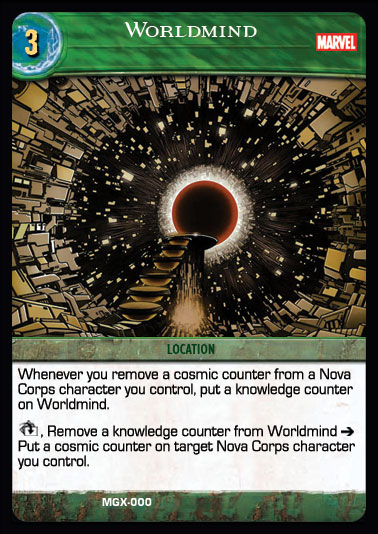 3
Worldmind
MARVEL
LOCATION
Whenever you remove a cosmic counter from a Nova
Corps character you control, put a knowledge counter
on Worldmind.
, Remove a knowledge counter from Worldmind ➔
Put a cosmic counter on target Nova Corps character
you control.
MGX-000